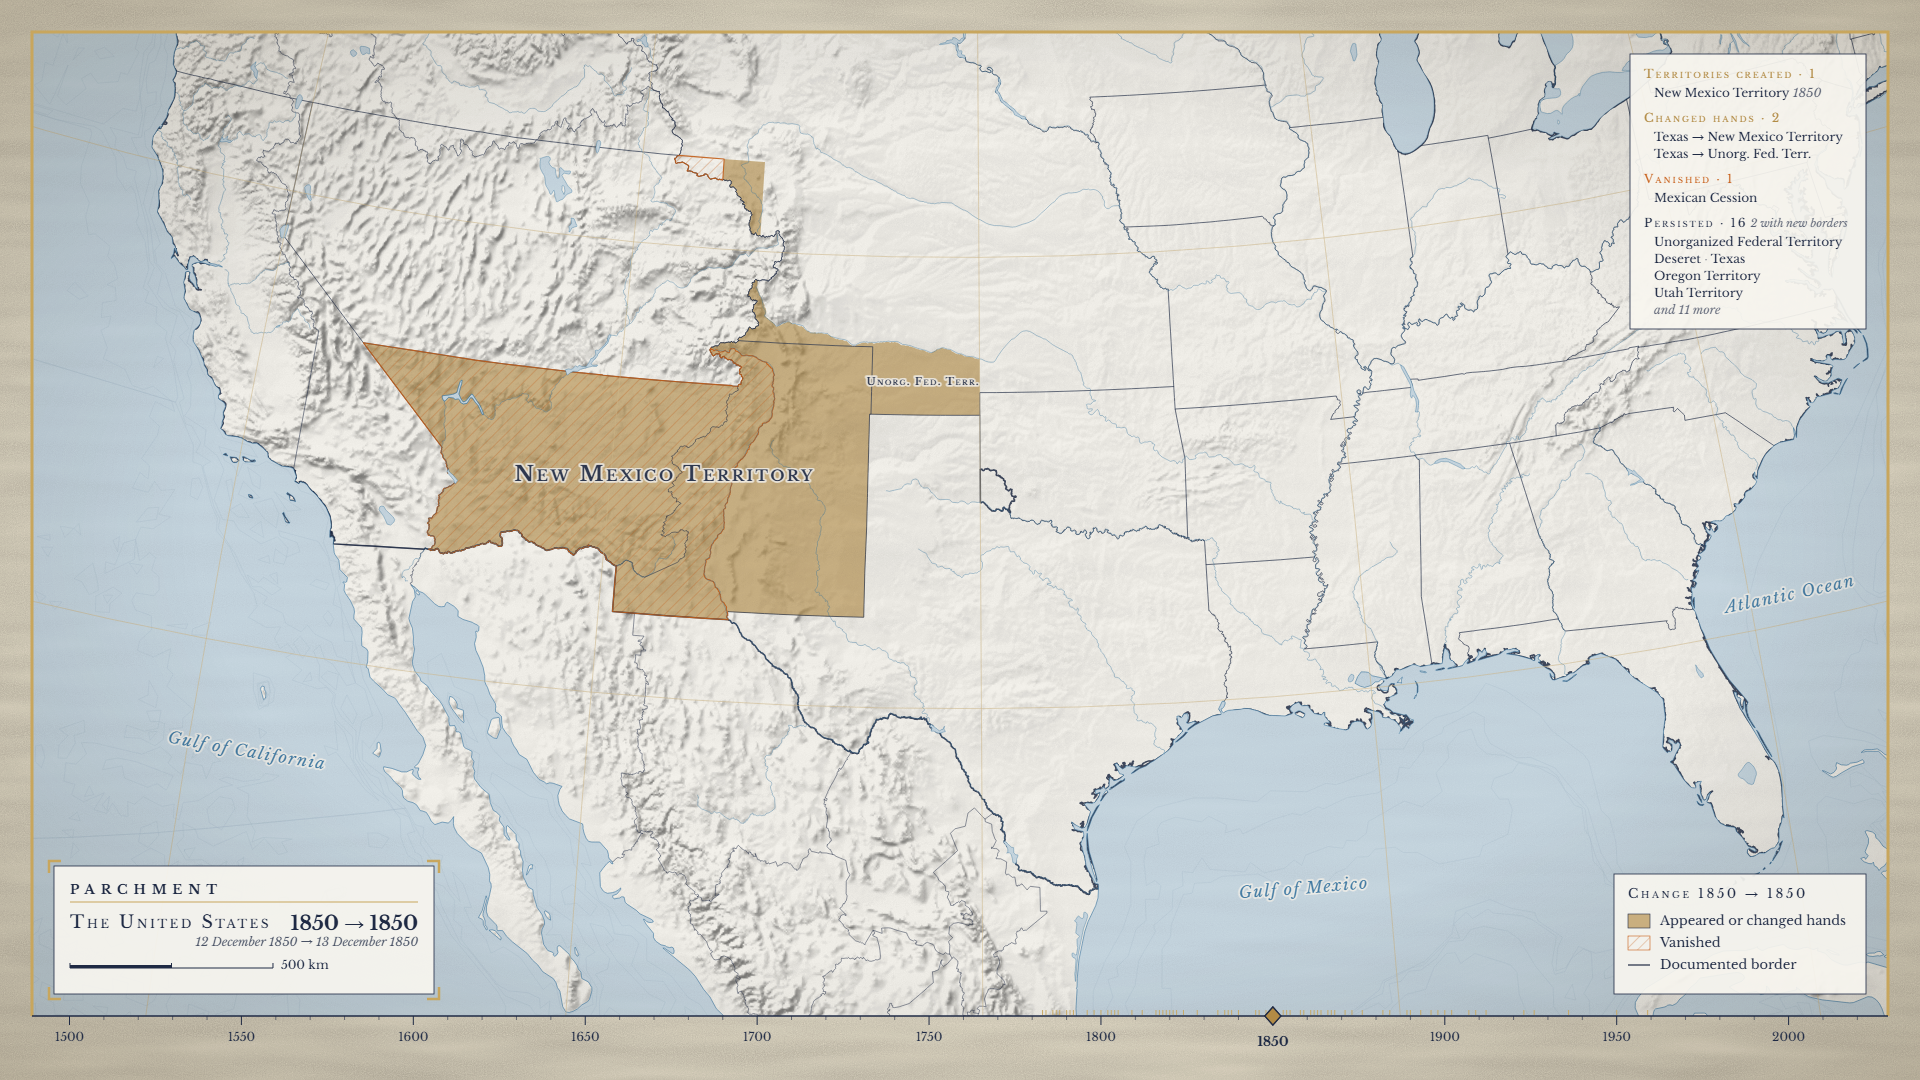 Territories created · 1
New Mexico Territory 1850
Changed hands · 2
Texas → New Mexico Territory
Texas → Unorg. Fed. Terr.
Vanished · 1
Mexican Cession
Persisted · 16 2 with new borders
Unorganized Federal Territory
Deseret · Texas
Oregon Territory
Utah Territory
and 11 more
Unorg. Fed. Terr.
New Mexico Territory
Atlantic Ocean
Gulf of California
Gulf of Mexico
PARCHMENT
The United States 1850 → 1850
12 December 1850 → 13 December 1850
500 km
Change 1850 → 1850
Appeared or changed hands
Vanished
Documented border
1500 1550 1600 1650 1700 1750 1800 1850 1900 1950 2000